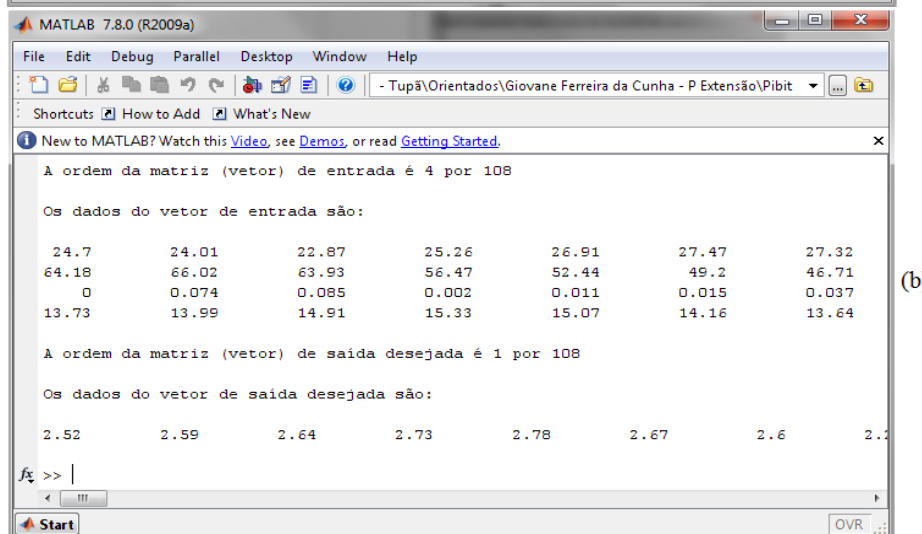 MATLAB 7.8.0 (R2009a)
File Edit Debug Parallel Desktop Window Help
- Tupã\Orientados\Giovane Ferreira da Cunha - P Extensão\Pibit
Shortcuts How to Add What's New
New to MATLAB? Watch this Video, see Demos, or read Getting Started.
A ordem da matriz (vetor) de entrada é 4 por 108
Os dados do vetor de entrada são:
24.7 24.01 22.87 25.26 26.91 27.47 27.32
64.18 66.02 63.93 56.47 52.44 49.2 46.71
0 0.074 0.085 0.002 0.011 0.015 0.037
13.73 13.99 14.91 15.33 15.07 14.16 13.64
(b
A ordem da matriz (vetor) de saída desejada é 1 por 108
Os dados do vetor de saída desejada são:
2.52 2.59 2.64 2.73 2.78 2.67 2.6
fx >>
Start OVR